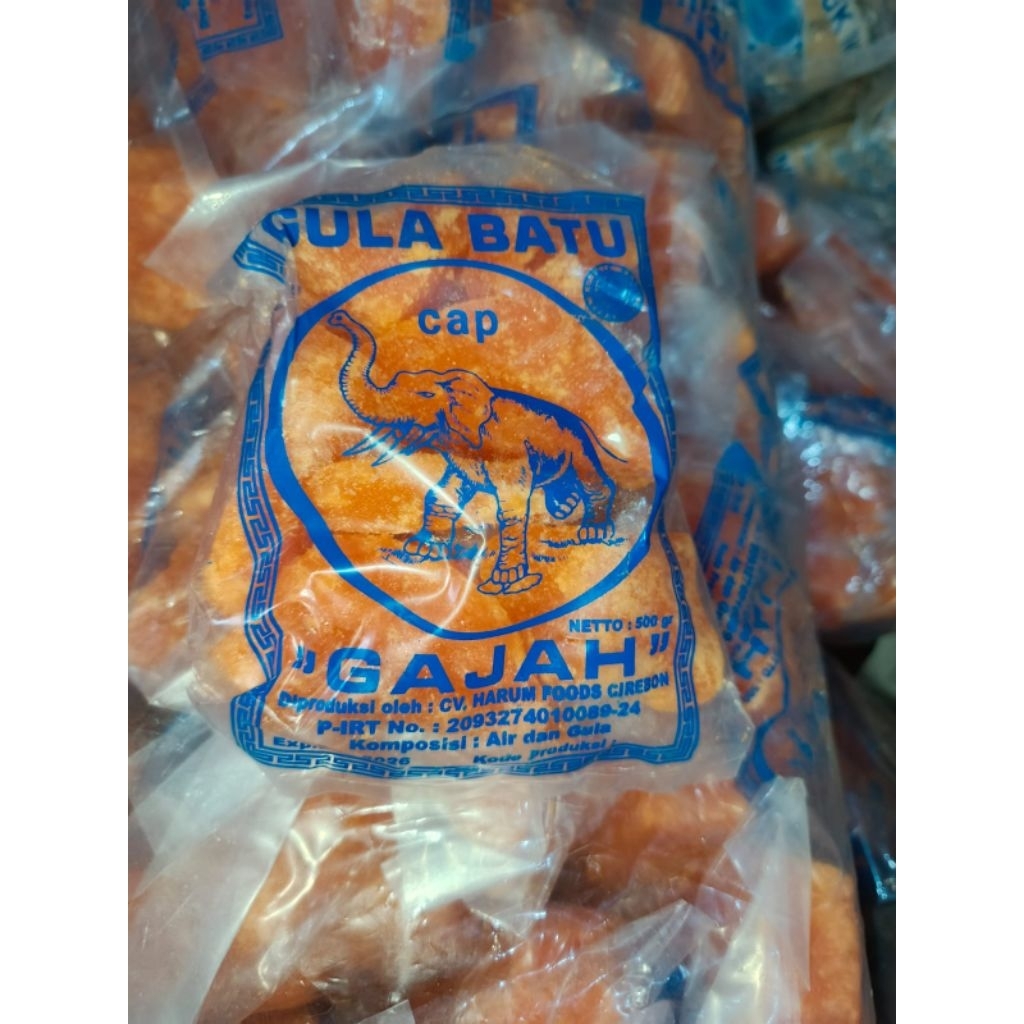 GULA BATU
cap
NETTO : 500 gr
"GAJAH"
Diproduksi oleh : CV. HARUM FOODS CIREBON
P-IRT No. : 2093274010089-24
Komposisi : Air dan Gula
Kode produksi :